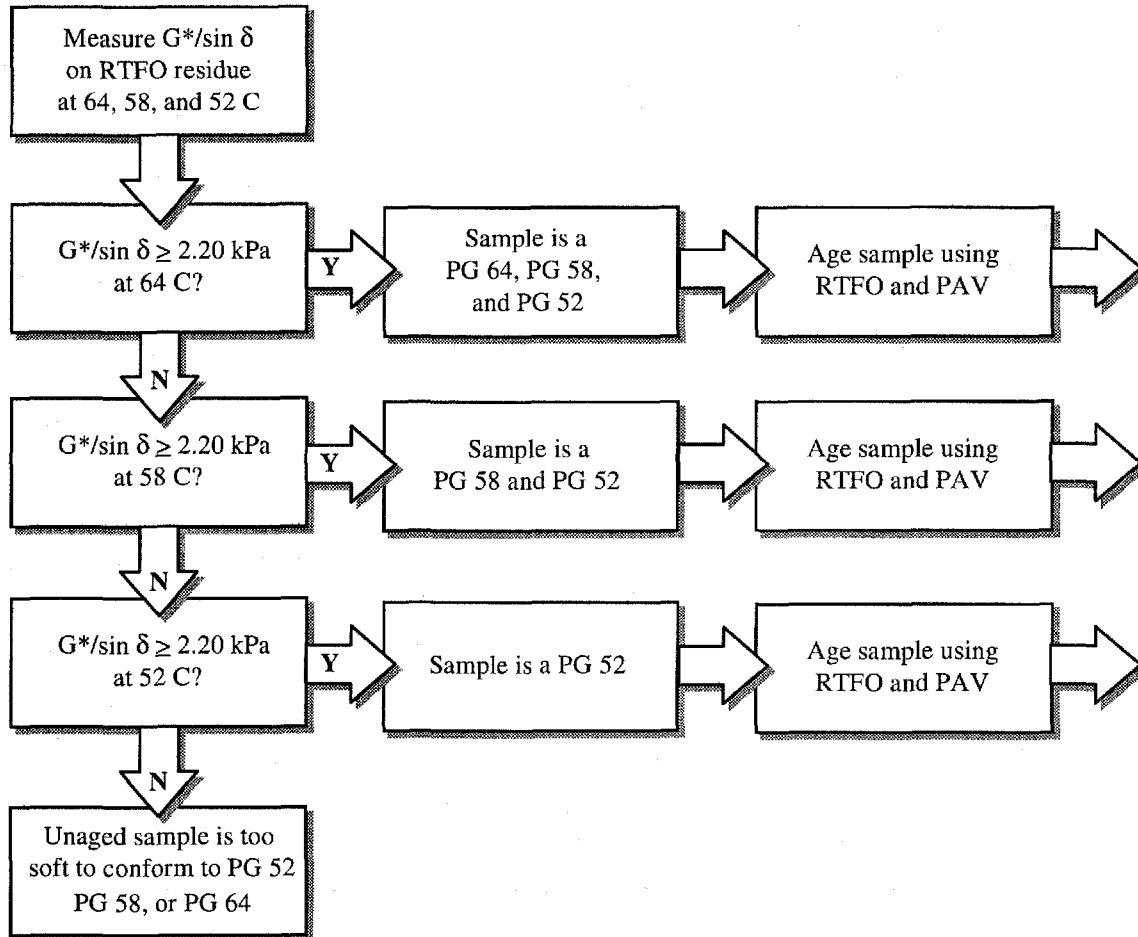 Measure G*/sin δ
on RTFO residue
at 64, 58, and 52 C
G*/sin δ ≥ 2.20 kPa
at 64 C?
Y
Sample is a
PG 64, PG 58,
and PG 52
Age sample using
RTFO and PAV
N
G*/sin δ ≥ 2.20 kPa
at 58 C?
Y
Sample is a
PG 58 and PG 52
Age sample using
RTFO and PAV
N
G*/sin δ ≥ 2.20 kPa
at 52 C?
Y
Sample is a PG 52
Age sample using
RTFO and PAV
N
Unaged sample is too
soft to conform to PG 52
PG 58, or PG 64